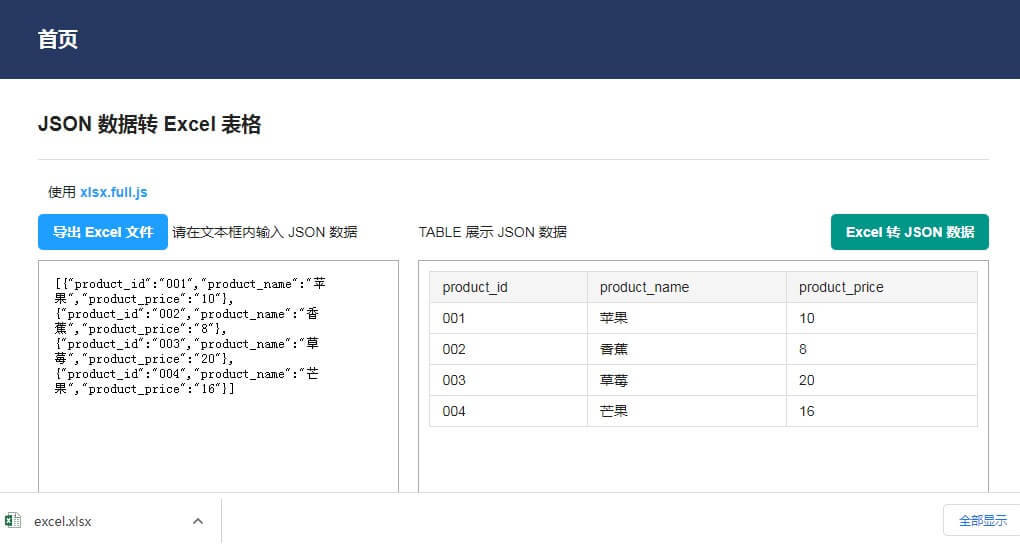 首页
JSON 数据转 Excel 表格
使用 xlsx.full.js
导出 Excel 文件 请在文本框内输入 JSON 数据
TABLE 展示 JSON 数据
Excel 转 JSON 数据
[{"product_id":"001","product_name":"苹
果","product_price":"10"},
{"product_id":"002","product_name":"香
蕉","product_price":"8"},
{"product_id":"003","product_name":"草
莓","product_price":"20"},
{"product_id":"004","product_name":"芒
果","product_price":"16"}]
product_id product_name product_price
001 苹果 10
002 香蕉 8
003 草莓 20
004 芒果 16
excel.xlsx
全部显示